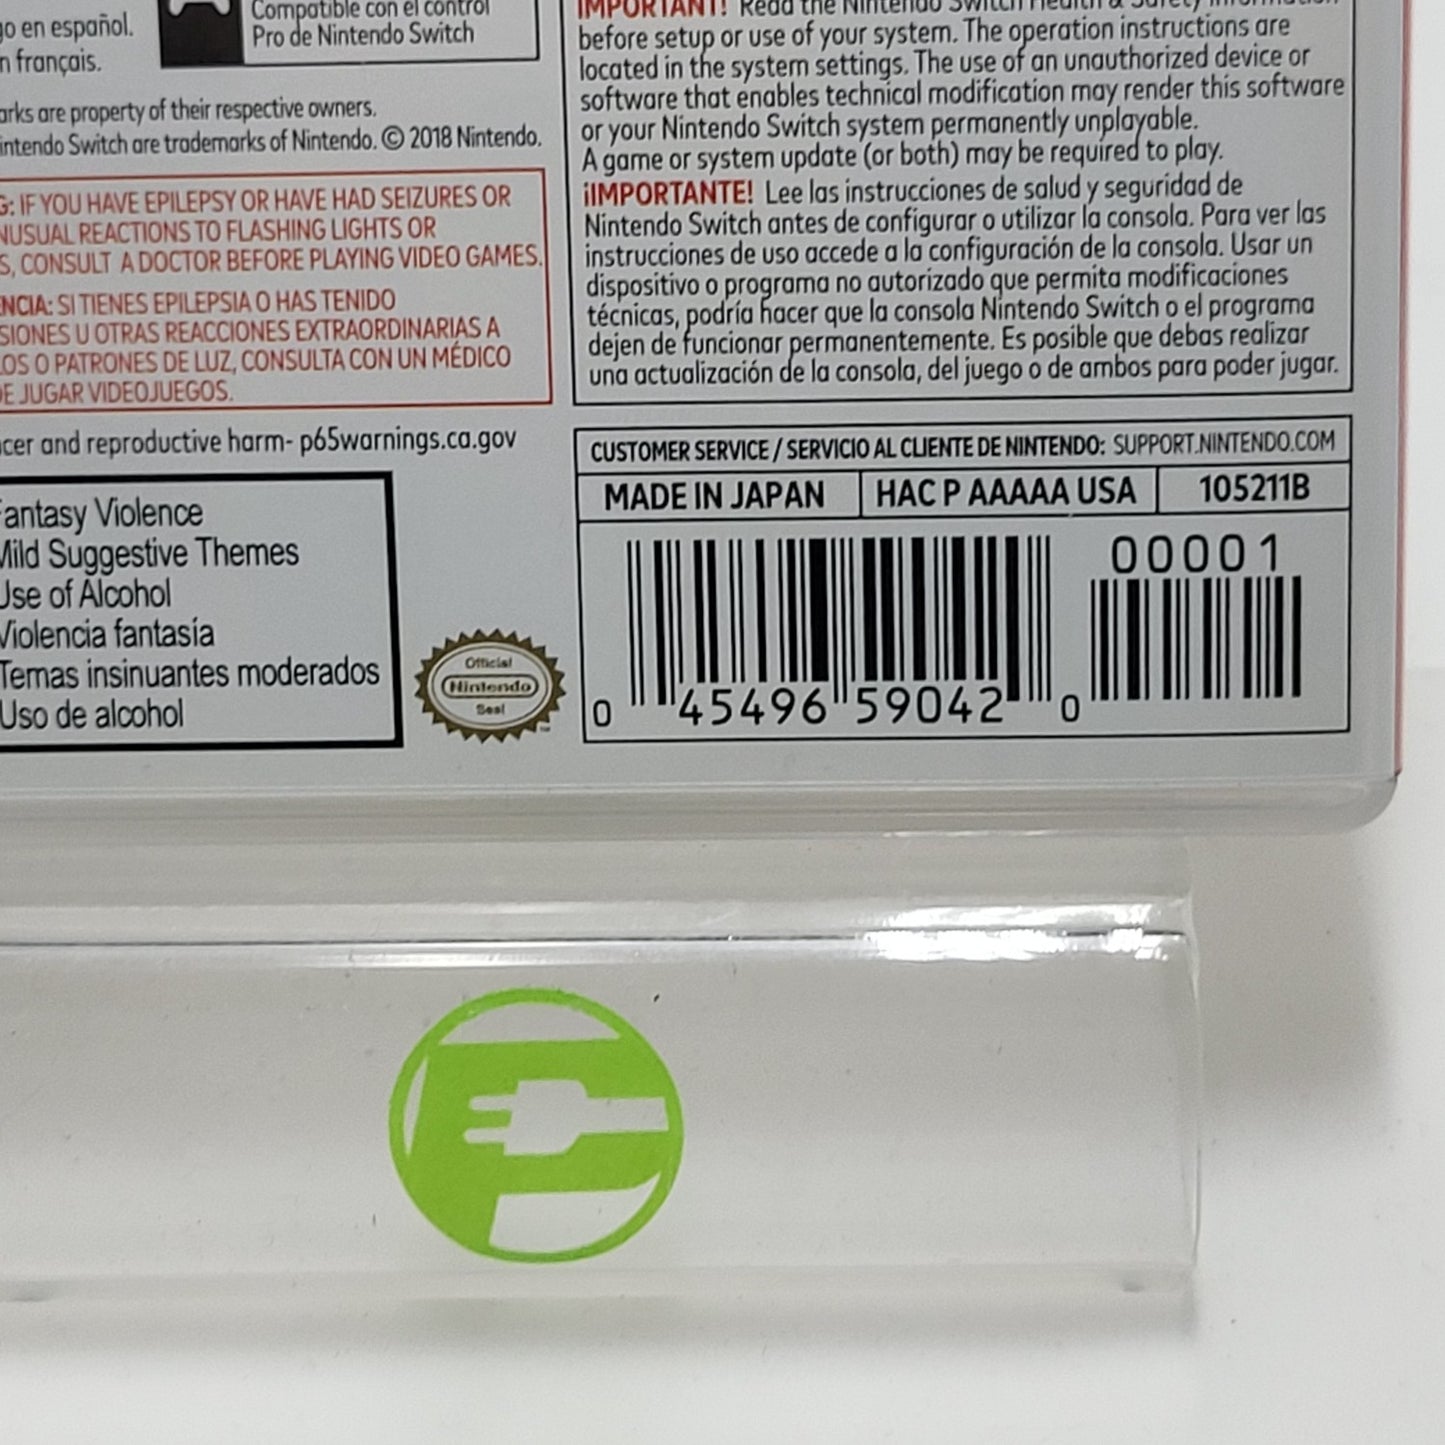 Compatible con el control
Pro de Nintendo Switch
en español.
français.
are property of their respective owners.
Nintendo Switch are trademarks of Nintendo. © 2018 Nintendo.
IF YOU HAVE EPILEPSY OR HAVE HAD SEIZURES OR
REACTIONS TO FLASHING LIGHTS OR
CONSULT A DOCTOR BEFORE PLAYING VIDEO GAMES.
SI TIENES EPILEPSIA O HAS TENIDO
U OTRAS REACCIONES EXTRAORDINARIAS A
O PATRONES DE LUZ, CONSULTA CON UN MÉDICO
JUGAR VIDEOJUEGOS.
and reproductive harm- p65warnings.ca.gov
Fantasy Violence
Mild Suggestive Themes
Use of Alcohol
Violencia fantasía
Temas insinuantes moderados
Uso de alcohol
Official
Nintendo
Seal
IMPORTANT! Read the Nintendo Switch Health & Safety Information
before setup or use of your system. The operation instructions are
located in the system settings. The use of an unauthorized device or
software that enables technical modification may render this software
or your Nintendo Switch system permanently unplayable.
A game or system update (or both) may be required to play.
¡IMPORTANTE! Lee las instrucciones de salud y seguridad de
Nintendo Switch antes de configurar o utilizar la consola. Para ver las
instrucciones de uso accede a la configuración de la consola. Usar un
dispositivo o programa no autorizado que permita modificaciones
técnicas, podría hacer que la consola Nintendo Switch o el programa
dejen de funcionar permanentemente. Es posible que debas realizar
una actualización de la consola, del juego o de ambos para poder jugar.
CUSTOMER SERVICE / SERVICIO AL CLIENTE DE NINTENDO: SUPPORT.NINTENDO.COM
MADE IN JAPAN HAC P AAAAA USA 105211B
00001
0 45496 59042 0